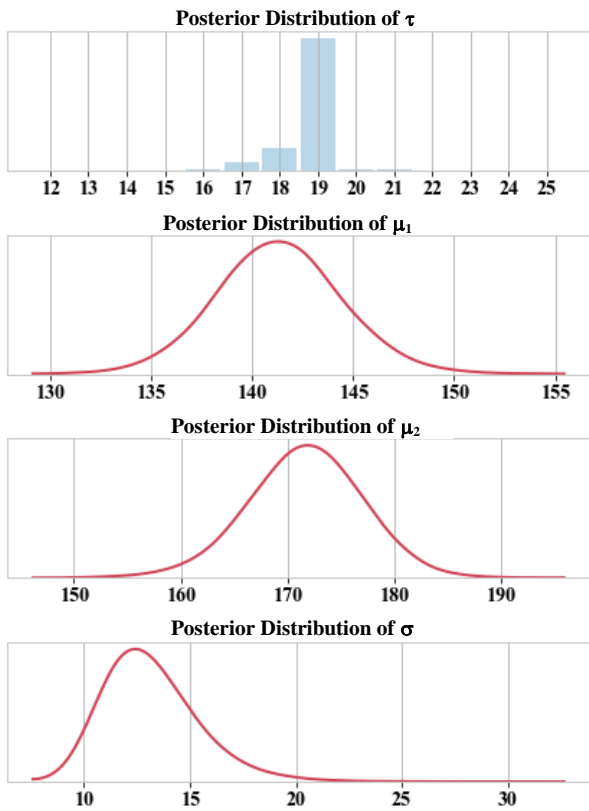 Posterior Distribution of τ
12 13 14 15 16 17 18 19 20 21 22 23 24 25
Posterior Distribution of μ₁
130 135 140 145 150 155
Posterior Distribution of μ₂
150 160 170 180 190
Posterior Distribution of σ
10 15 20 25 30